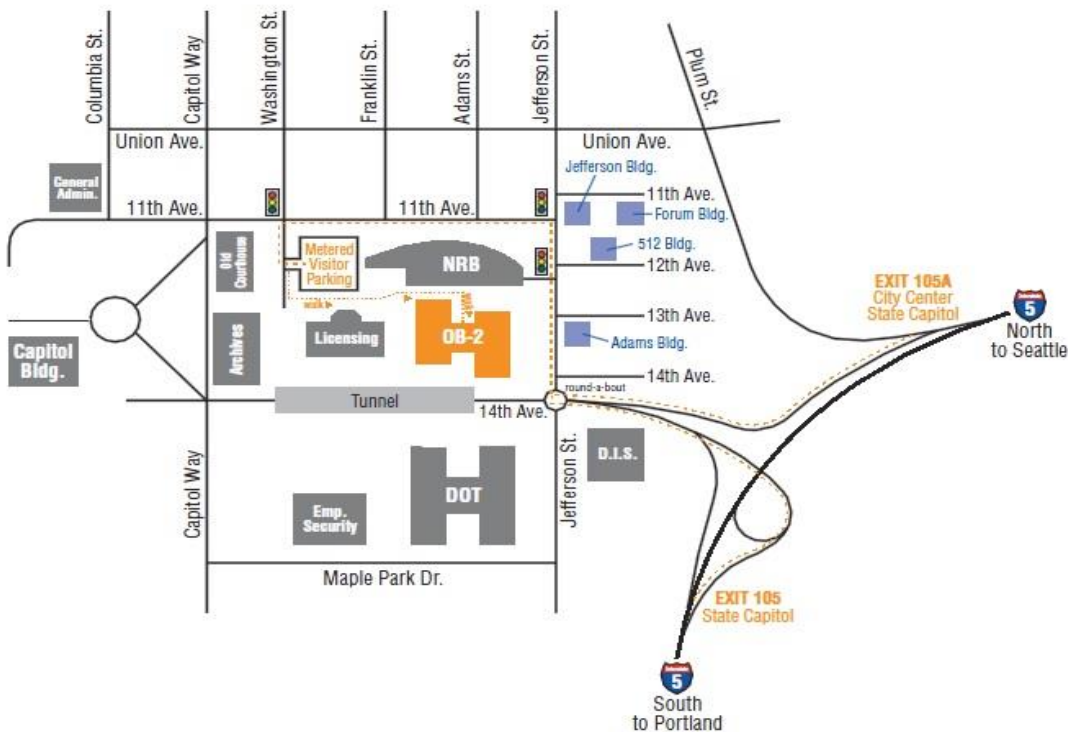 Columbia St.
Capitol Way
Washington St.
Franklin St.
Adams St.
Jefferson St.
Plum St.
Union Ave.
Union Ave.
Jefferson Bldg.
General
Admin.
11th Ave.
11th Ave.
11th Ave.
Forum Bldg.
Old
Courthouse
Metered
Visitor
Parking
NRB
512 Bldg.
12th Ave.
EXIT 105A
City Center
State Capitol
walk
walk
OB-2
Licensing
13th Ave.
Adams Bldg.
5
North
to Seattle
Capitol
Bldg.
Archives
14th Ave.
round-a-bout
Tunnel
14th Ave.
Capitol Way
Jefferson St.
D.I.S.
DOT
Emp.
Security
Maple Park Dr.
EXIT 105
State Capitol
5
South
to Portland